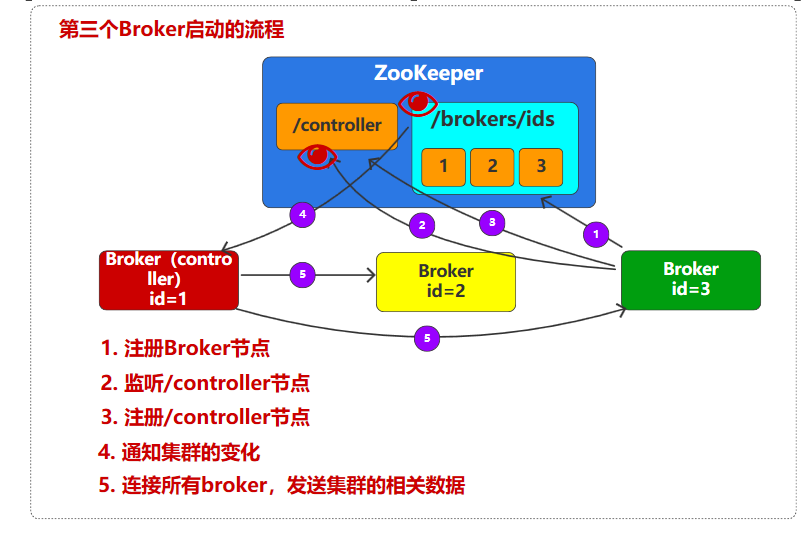 第三个Broker启动的流程
ZooKeeper
/controller
/brokers/ids
1
2
3
4
2
3
1
Broker（contro
ller）
id=1
5
Broker
id=2
Broker
id=3
5
1. 注册Broker节点
2. 监听/controller节点
3. 注册/controller节点
4. 通知集群的变化
5. 连接所有broker，发送集群的相关数据